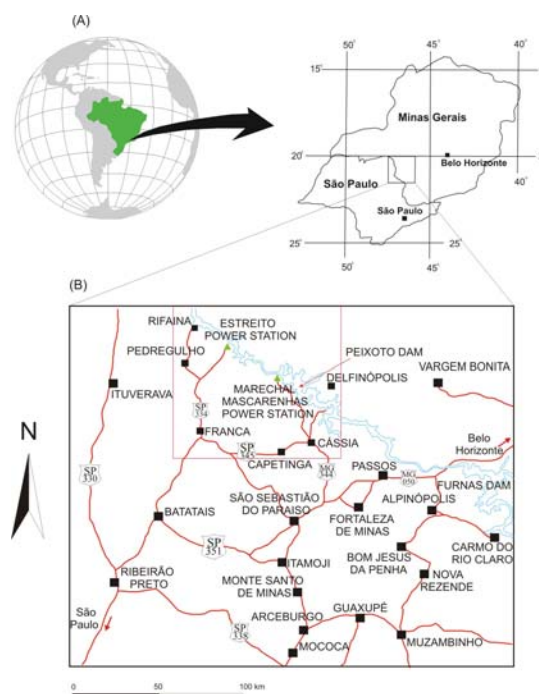 (A)
50° 45° 40°
15°
Minas Gerais
20°
Belo Horizonte
40°
São Paulo
São Paulo
25°
50° 45°
(B)
RIFAINA
ESTREITO
POWER STATION
PEDREGULHO
PEIXOTO DAM
ITUVERAVA
MARECHAL
MASCARENHAS
POWER STATION
DELFINÓPOLIS
VARGEM BONITA
SP
334
FRANCA
SP
345
CÁSSIA
CAPETINGA
MG
344
Belo
Horizonte
N
SP
330
PASSOS
MG
050
FURNAS DAM
ALPINÓPOLIS
SÃO SEBASTIÃO
DO PARAISO
BATATAIS
FORTALEZA
DE MINAS
SP
351
BOM JESUS
DA PENHA
CARMO DO
RIO CLARO
ITAMOJI
RIBEIRÃO
PRETO
MONTE SANTO
DE MINAS
NOVA
REZENDE
São
Paulo
ARCEBURGO
GUAXUPÉ
SP
338
MOCOCA
MUZAMBINHO
0 50 100 km